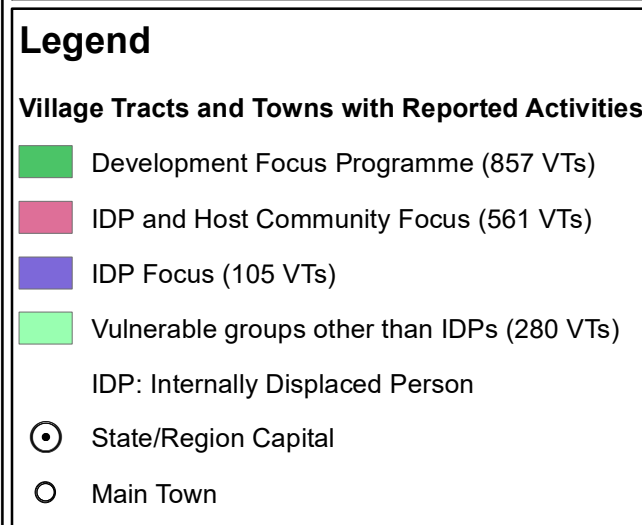 Legend
Village Tracts and Towns with Reported Activities
Development Focus Programme (857 VTs)
IDP and Host Community Focus (561 VTs)
IDP Focus (105 VTs)
Vulnerable groups other than IDPs (280 VTs)
IDP: Internally Displaced Person
State/Region Capital
Main Town